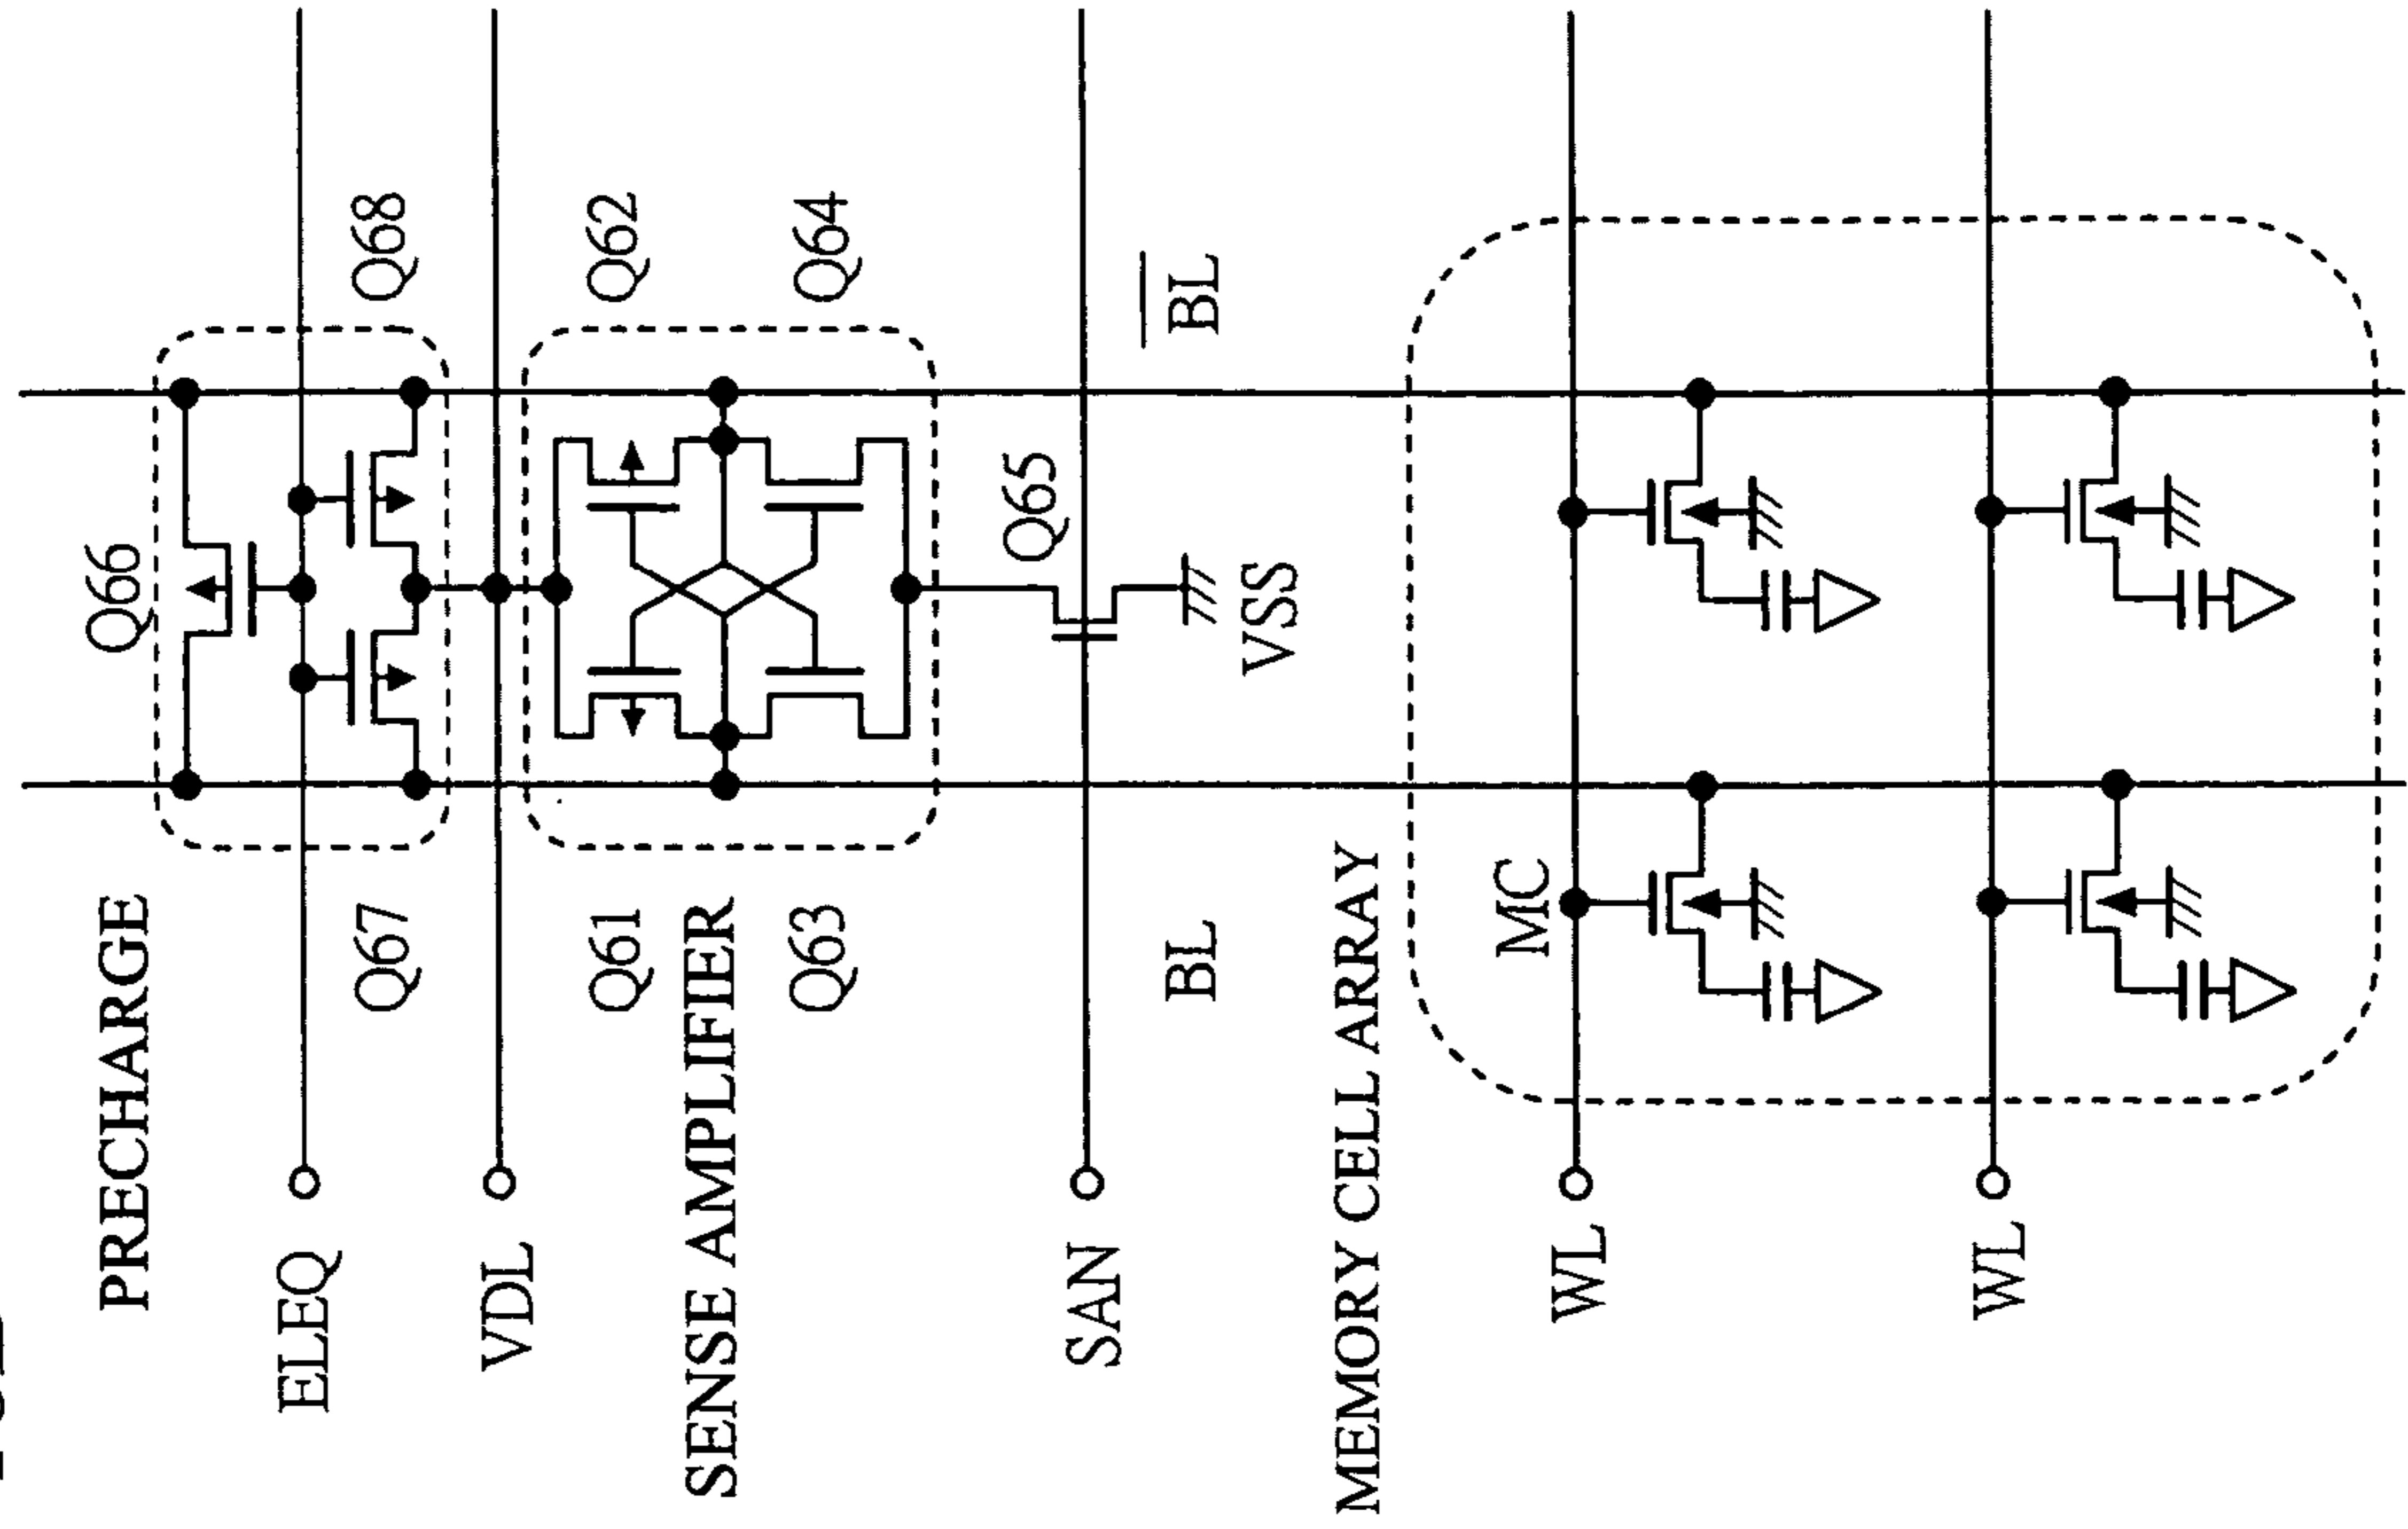 PRECHARGE
Q66
ELEQ
Q67
Q68
VDL
Q61
Q62
SENSE AMPLIFIER
Q63
Q64
Q65
SAN
BL
B̅L̅
VSS
MEMORY CELL ARRAY
MC
WL
WL